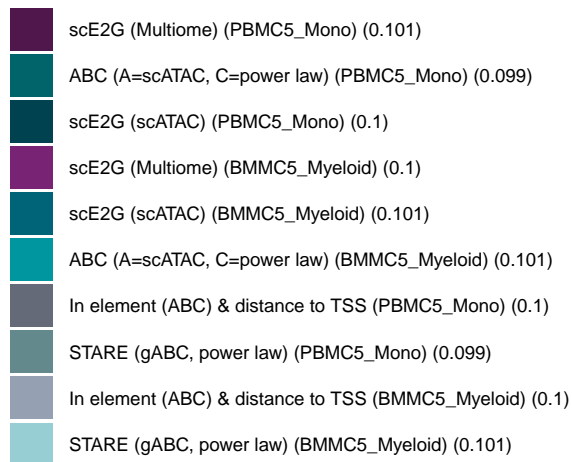 scE2G (Multiome) (PBMC5_Mono) (0.101)
ABC (A=scATAC, C=power law) (PBMC5_Mono) (0.099)
scE2G (scATAC) (PBMC5_Mono) (0.1)
scE2G (Multiome) (BMMC5_Myeloid) (0.1)
scE2G (scATAC) (BMMC5_Myeloid) (0.101)
ABC (A=scATAC, C=power law) (BMMC5_Myeloid) (0.101)
In element (ABC) & distance to TSS (PBMC5_Mono) (0.1)
STARE (gABC, power law) (PBMC5_Mono) (0.099)
In element (ABC) & distance to TSS (BMMC5_Myeloid) (0.1)
STARE (gABC, power law) (BMMC5_Myeloid) (0.101)